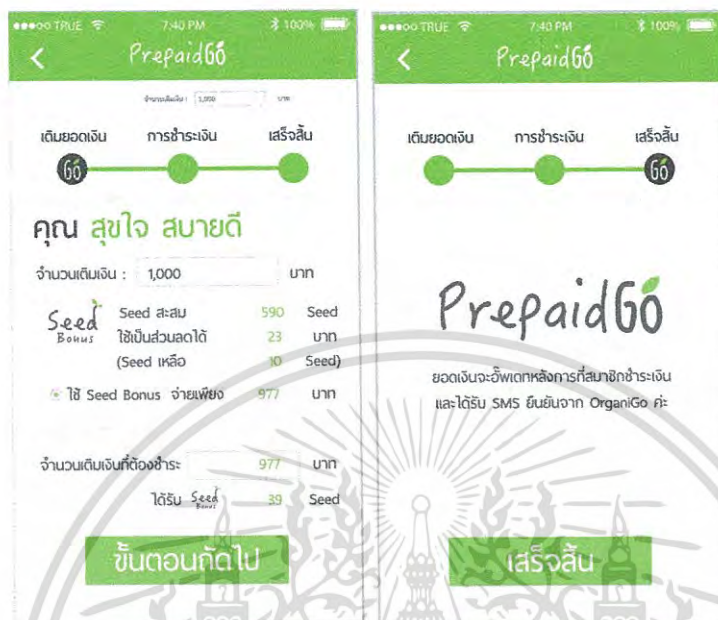 TRUE 7:40 PM 100%
PrepaidGó
จำนวนเติมเงิน : 1,000 บาท
เติมยอดเงิน การชำระเงิน เสร็จสิ้น
Gó
คุณ สุขใจ สบายดี
จำนวนเติมเงิน : 1,000 บาท
Seed Bonus
Seed สะสม 590 Seed
ใช้เป็นส่วนลดได้ 23 บาท
(Seed เหลือ 10 Seed)
ใช้ Seed Bonus จ่ายเพียง 977 บาท
จำนวนเติมเงินที่ต้องชำระ 977 บาท
ได้รับ Seed Bonus 39 Seed
ขั้นตอนถัดไป
TRUE 7:40 PM 100%
PrepaidGó
เติมยอดเงิน การชำระเงิน เสร็จสิ้น
Gó
PrepaidGó
ยอดเงินจะอัพเดทหลังการที่สมาชิกชำระเงิน
และได้รับ SMS ยืนยันจาก OrganiGo ค่ะ
เสร็จสิ้น